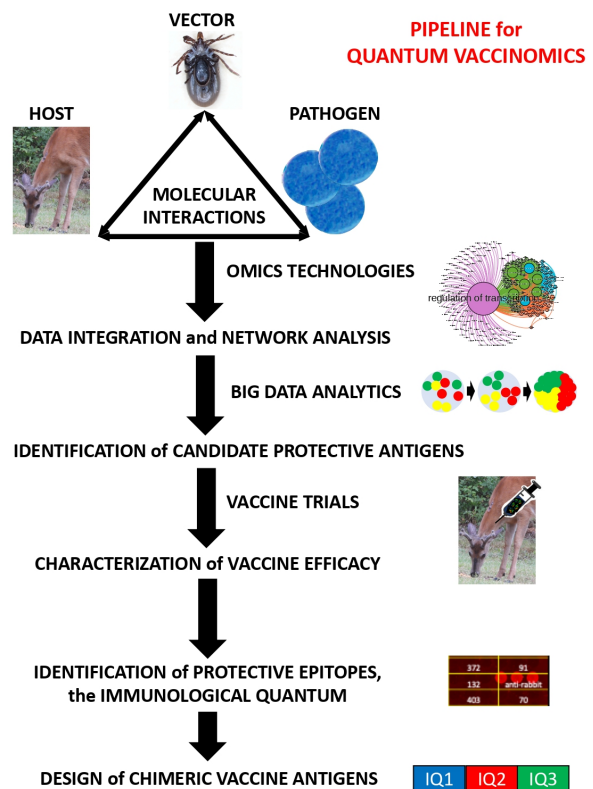 VECTOR
PIPELINE for
QUANTUM VACCINOMICS
HOST
PATHOGEN
MOLECULAR
INTERACTIONS
OMICS TECHNOLOGIES
regulation of transcription
DATA INTEGRATION and NETWORK ANALYSIS
BIG DATA ANALYTICS
IDENTIFICATION of CANDIDATE PROTECTIVE ANTIGENS
VACCINE TRIALS
CHARACTERIZATION of VACCINE EFFICACY
IDENTIFICATION of PROTECTIVE EPITOPES,
the IMMUNOLOGICAL QUANTUM
372 91
132 anti-rabbit
403 70
DESIGN of CHIMERIC VACCINE ANTIGENS
IQ1 IQ2 IQ3